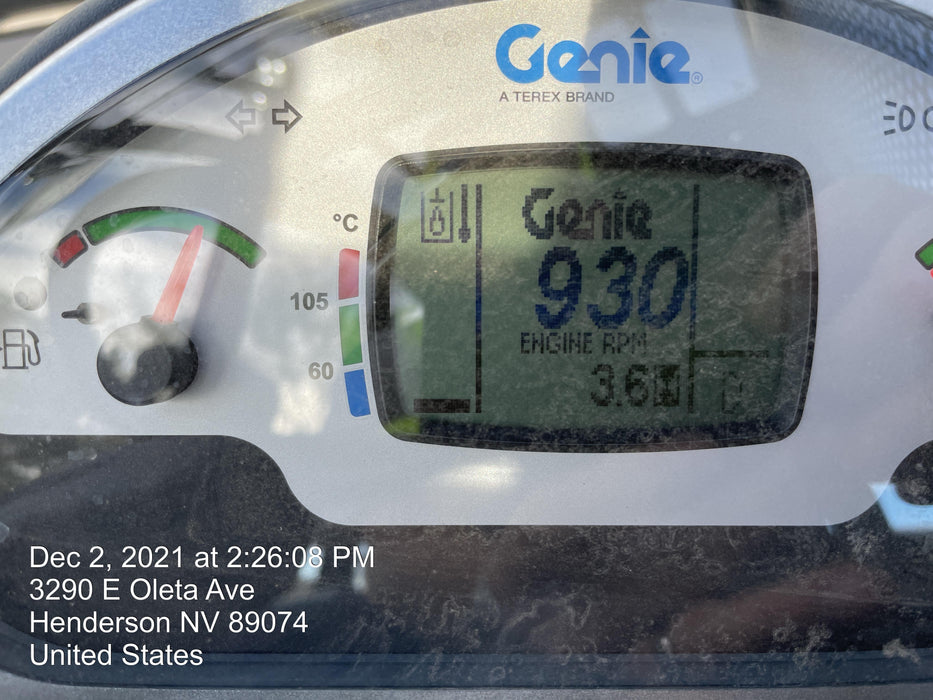 Genie®
A TEREX BRAND
°C
105
60
Genie
930
ENGINE RPM
3.6
Dec 2, 2021 at 2:26:08 PM
3290 E Oleta Ave
Henderson NV 89074
United States